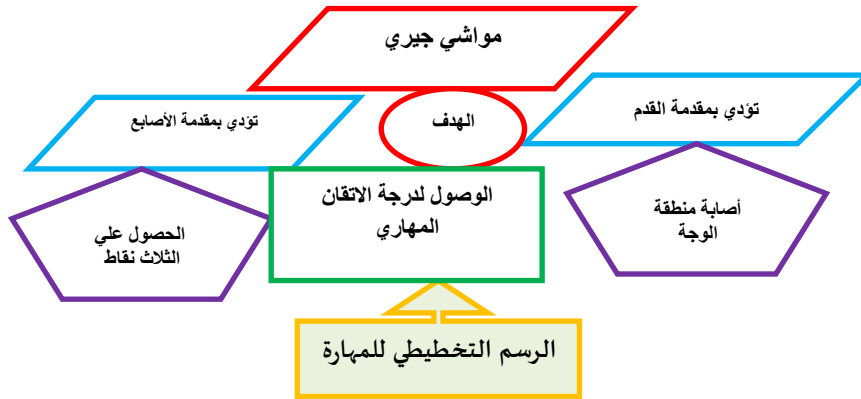 مواشي جيري
تؤدي بمقدمة القدم
الهدف
تؤدي بمقدمة الأصابع
أصابة منطقة
الوجة
الوصول لدرجة الاتقان
المهاري
الحصول علي
الثلاث نقاط
الرسم التخطيطي للمهارة